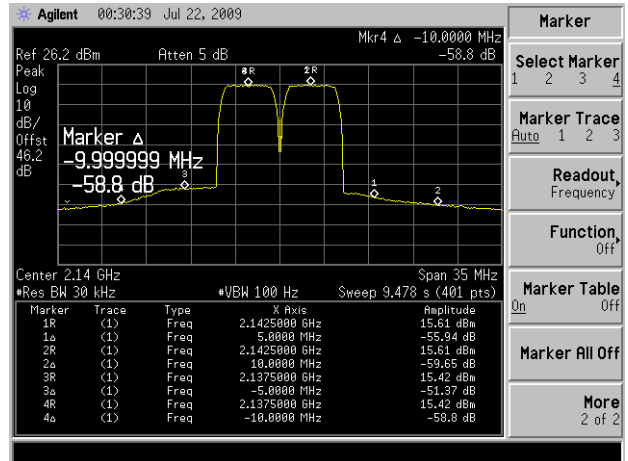 Agilent 00:30:39 Jul 22, 2009
Mkr4 Δ -10.0000 MHz
Ref 26.2 dBm Atten 5 dB -58.8 dB
Peak
Log
10
dB/
Offst
46.2
dB
R 2R
Marker Δ
-9.999999 MHz
-58.8 dB
3
1
2
Center 2.14 GHz Span 35 MHz
#Res BW 30 kHz #VBW 100 Hz Sweep 9.478 s (401 pts)
Marker Trace Type X Axis Amplitude
1R (1) Freq 2.1425000 GHz 15.61 dBm
1Δ (1) Freq 5.0000 MHz -55.94 dB
2R (1) Freq 2.1425000 GHz 15.61 dBm
2Δ (1) Freq 10.0000 MHz -59.65 dB
3R (1) Freq 2.1375000 GHz 15.42 dBm
3Δ (1) Freq -5.0000 MHz -51.37 dB
4R (1) Freq 2.1375000 GHz 15.42 dBm
4Δ (1) Freq -10.0000 MHz -58.8 dB
Marker
Select Marker
1 2 3 4
Marker Trace
Auto 1 2 3
Readout
Frequency
Function
Off
Marker Table
On Off
Marker All Off
More
2 of 2